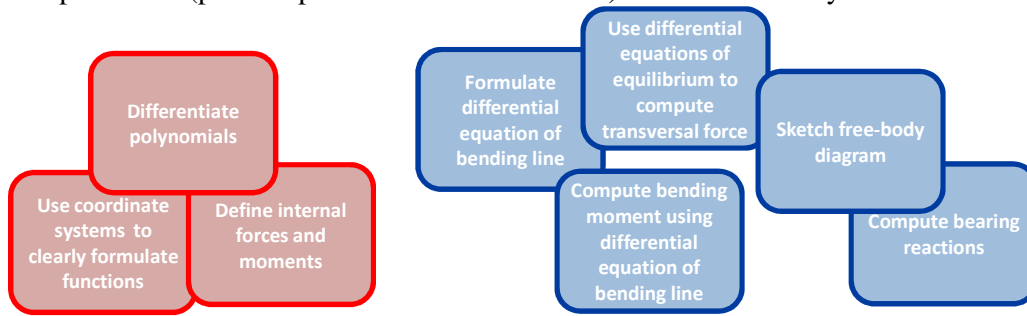 Differentiate
polynomials
Use coordinate
systems to
clearly formulate
functions
Define internal
forces and
moments
Formulate
differential
equation of
bending line
Use differential
equations of
equilibrium to
compute
transversal force
Compute bending
moment using
differential
equation of
bending line
Sketch free-body
diagram
Compute bearing
reactions